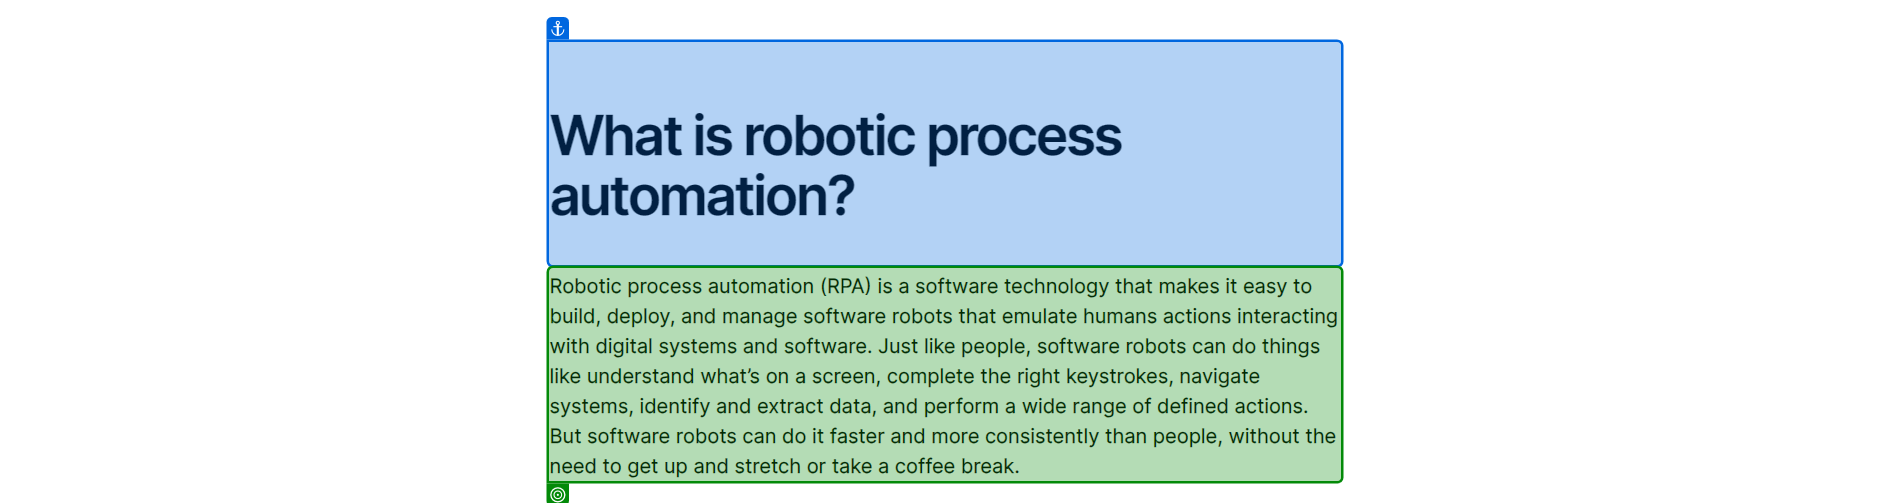 What is robotic process
automation?
Robotic process automation (RPA) is a software technology that makes it easy to
build, deploy, and manage software robots that emulate humans actions interacting
with digital systems and software. Just like people, software robots can do things
like understand what’s on a screen, complete the right keystrokes, navigate
systems, identify and extract data, and perform a wide range of defined actions.
But software robots can do it faster and more consistently than people, without the
need to get up and stretch or take a coffee break.